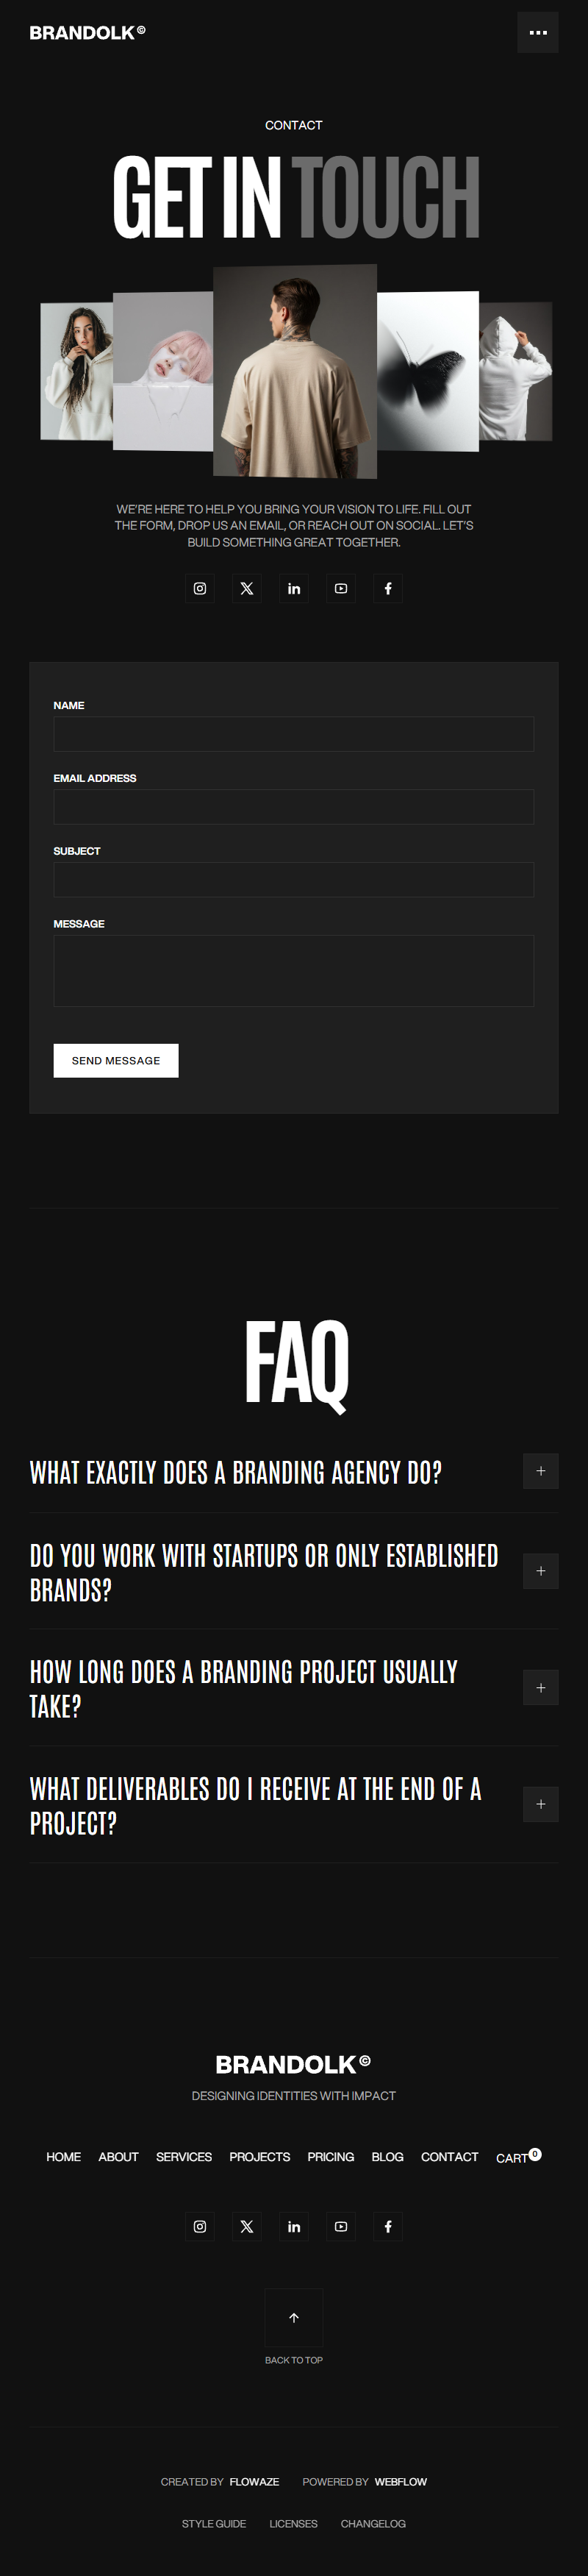 BRANDOLK©
CONTACT
GET IN TOUCH
WE'RE HERE TO HELP YOU BRING YOUR VISION TO LIFE. FILL OUT
THE FORM, DROP US AN EMAIL, OR REACH OUT ON SOCIAL. LET'S
BUILD SOMETHING GREAT TOGETHER.
NAME
EMAIL ADDRESS
SUBJECT
MESSAGE
SEND MESSAGE
FAQ
WHAT EXACTLY DOES A BRANDING AGENCY DO?
DO YOU WORK WITH STARTUPS OR ONLY ESTABLISHED
BRANDS?
HOW LONG DOES A BRANDING PROJECT USUALLY
TAKE?
WHAT DELIVERABLES DO I RECEIVE AT THE END OF A
PROJECT?
BRANDOLK©
DESIGNING IDENTITIES WITH IMPACT
HOME ABOUT SERVICES PROJECTS PRICING BLOG CONTACT CART 0
BACK TO TOP
CREATED BY FLOWAZE POWERED BY WEBFLOW
STYLE GUIDE LICENSES CHANGELOG